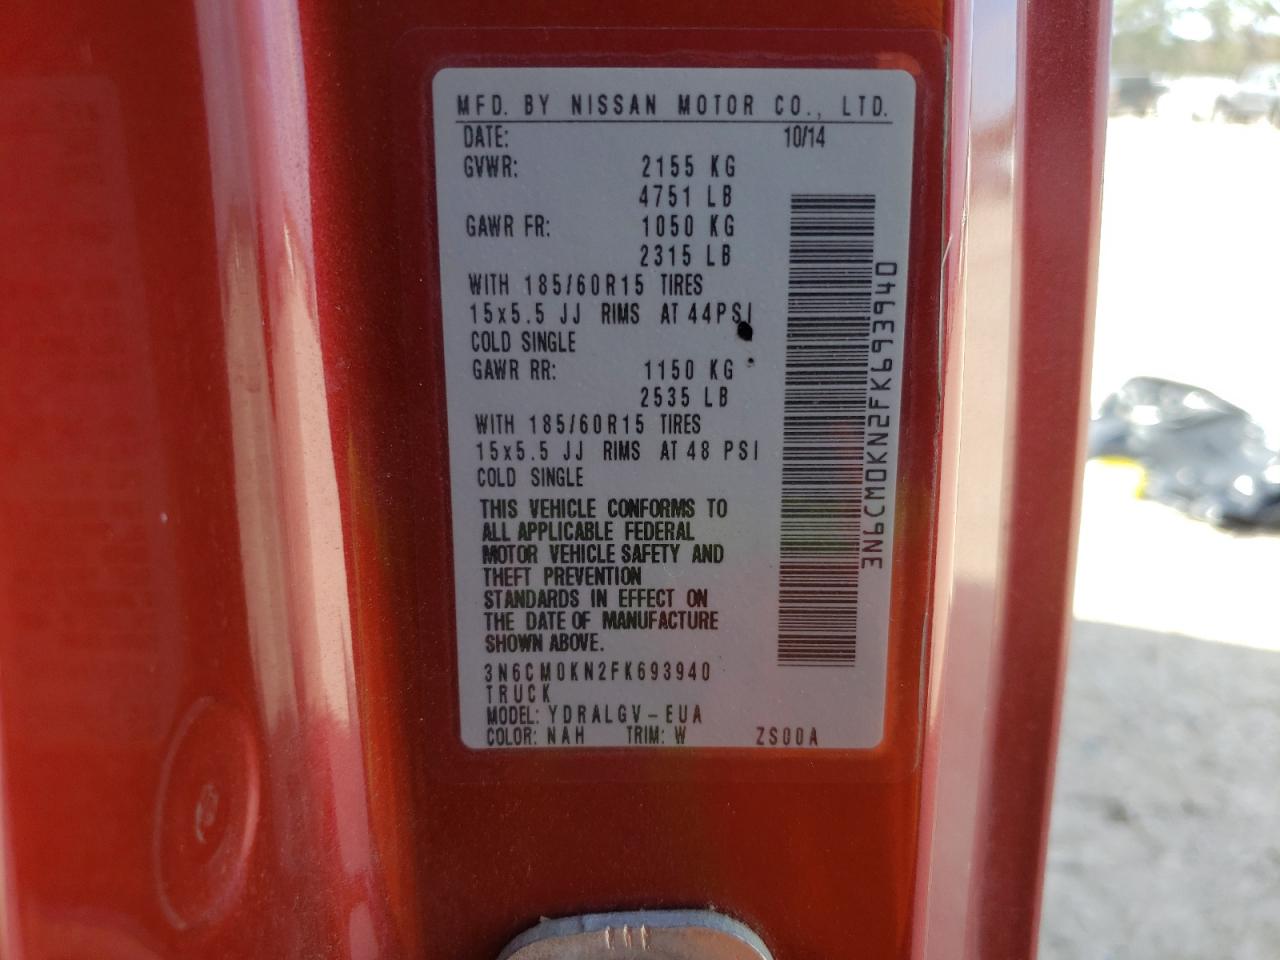 MFD. BY NISSAN MOTOR CO., LTD.
DATE: 10/14
GVWR: 2155 KG
4751 LB
GAWR FR: 1050 KG
2315 LB
WITH 185/60R15 TIRES
15x5.5 JJ RIMS AT 44PSI
COLD SINGLE
GAWR RR: 1150 KG
2535 LB
WITH 185/60R15 TIRES
15x5.5 JJ RIMS AT 48 PSI
COLD SINGLE
THIS VEHICLE CONFORMS TO
ALL APPLICABLE FEDERAL
MOTOR VEHICLE SAFETY AND
THEFT PREVENTION
STANDARDS IN EFFECT ON
THE DATE OF MANUFACTURE
SHOWN ABOVE.
3N6CM0KN2FK693940
TRUCK
MODEL: YDRALGV-EUA
COLOR: NAH TRIM: W ZS00A
3N6CM0KN2FK693940